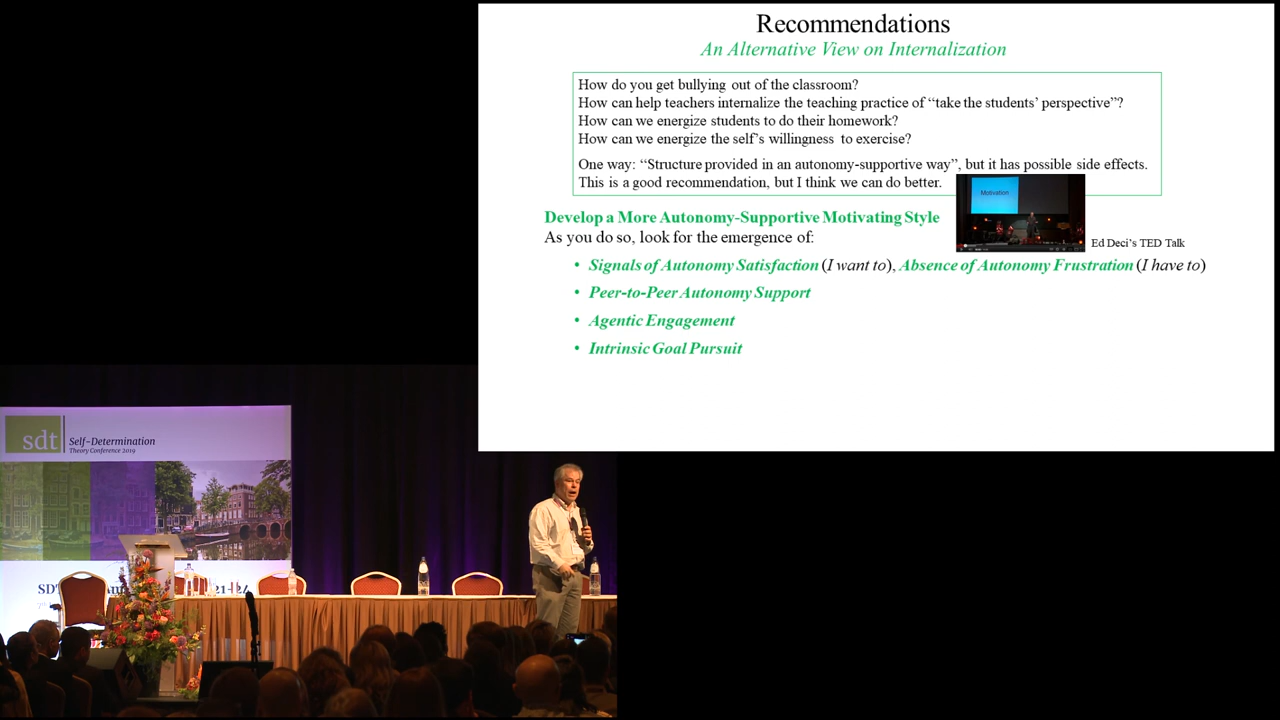 Recommendations
An Alternative View on Internalization
How do you get bullying out of the classroom?
How can help teachers internalize the teaching practice of “take the students’ perspective”?
How can we energize students to do their homework?
How can we energize the self’s willingness to exercise?
One way: “Structure provided in an autonomy-supportive way”, but it has possible side effects.
This is a good recommendation, but I think we can do better.
Motivation
Develop a More Autonomy-Supportive Motivating Style
As you do so, look for the emergence of:
Ed Deci’s TED Talk
• Signals of Autonomy Satisfaction (I want to), Absence of Autonomy Frustration (I have to)
• Peer-to-Peer Autonomy Support
• Agentic Engagement
• Intrinsic Goal Pursuit
sdt
Self-Determination
Theory Conference 2019
21-24